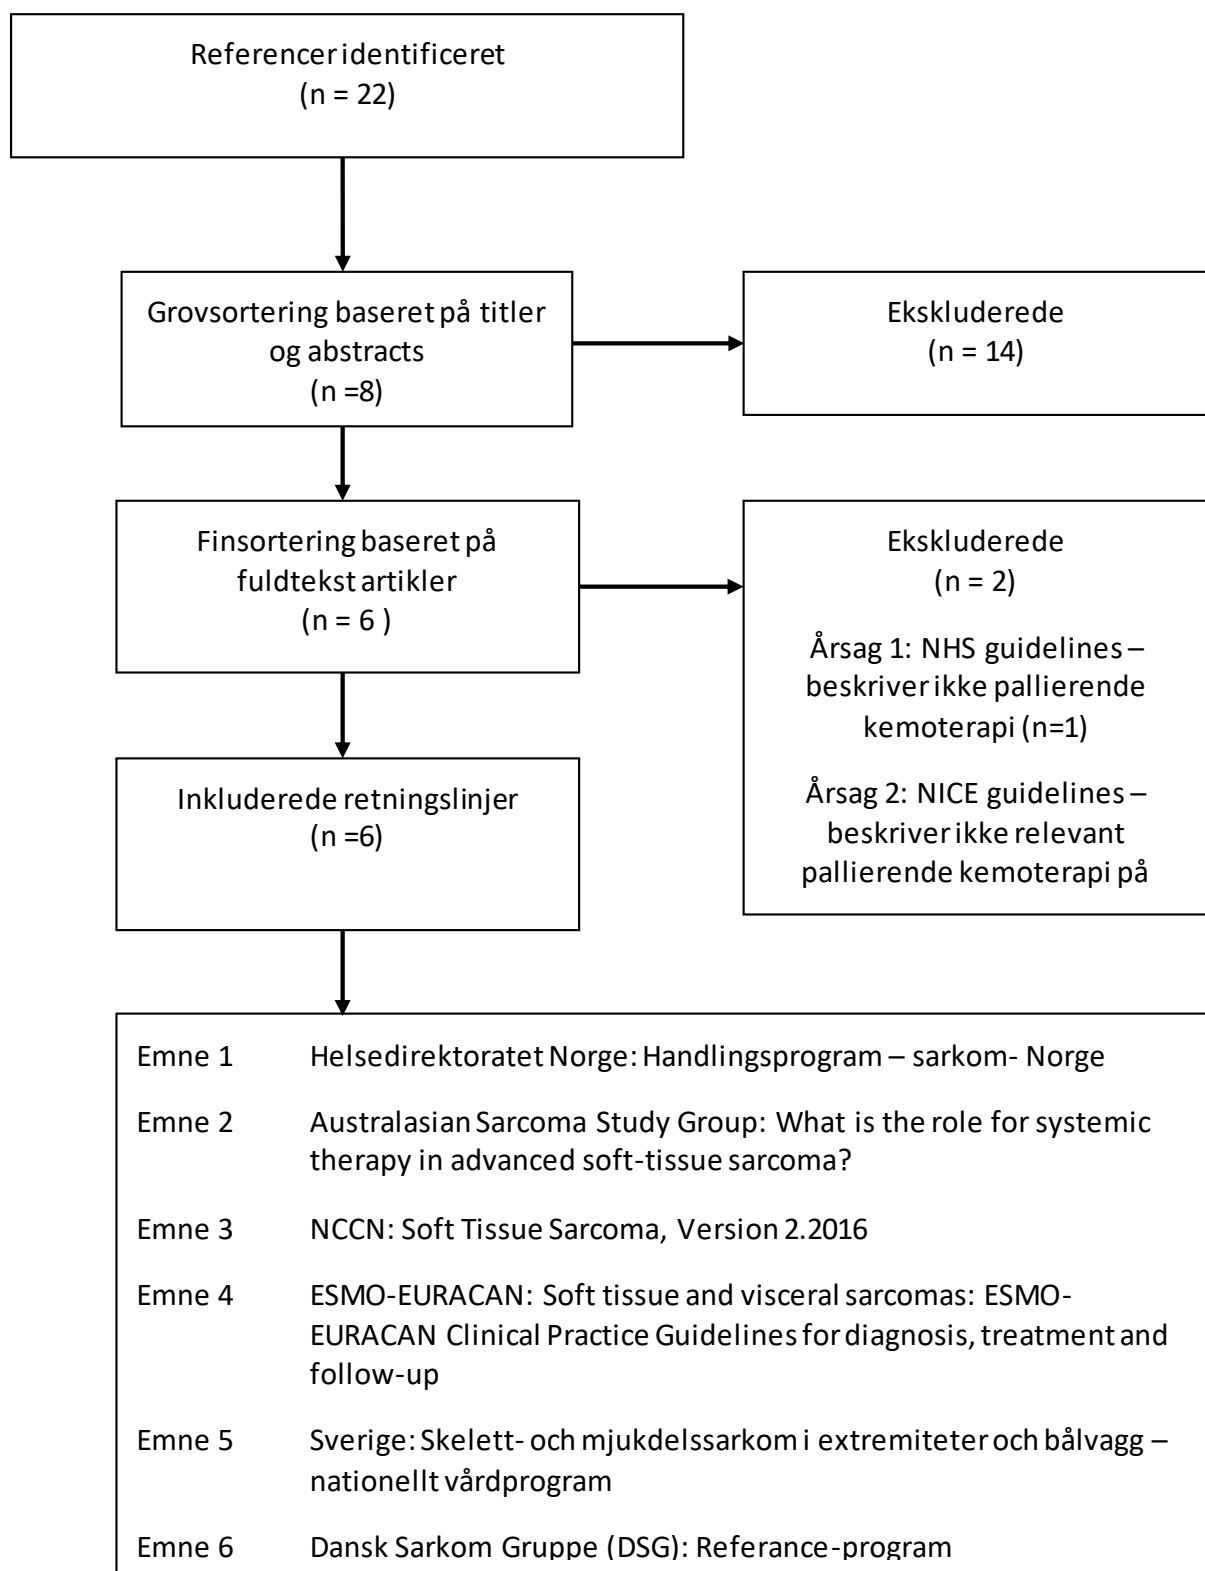 Referencer identificeret
(n = 22)
Grovsortering baseret på titler
og abstracts
(n =8)
Ekskluderede
(n = 14)
Finsortering baseret på
fuldtekst artikler
(n = 6 )
Ekskluderede
(n = 2)
Årsag 1: NHS guidelines –
beskriver ikke pallierende
kemoterapi (n=1)
Årsag 2: NICE guidelines –
beskriver ikke relevant
pallierende kemoterapi på
Inkluderede retningslinjer
(n =6)
Emne 1 Helsedirektoratet Norge: Handlingsprogram – sarkom- Norge
Emne 2 Australasian Sarcoma Study Group: What is the role for systemic
therapy in advanced soft-tissue sarcoma?
Emne 3 NCCN: Soft Tissue Sarcoma, Version 2.2016
Emne 4 ESMO-EURACAN: Soft tissue and visceral sarcomas: ESMO-
EURACAN Clinical Practice Guidelines for diagnosis, treatment and
follow-up
Emne 5 Sverige: Skelett- och mjukdelssarkom i extremiteter och bålvagg –
nationellt vårdprogram
Emne 6 Dansk Sarkom Gruppe (DSG): Referance-program